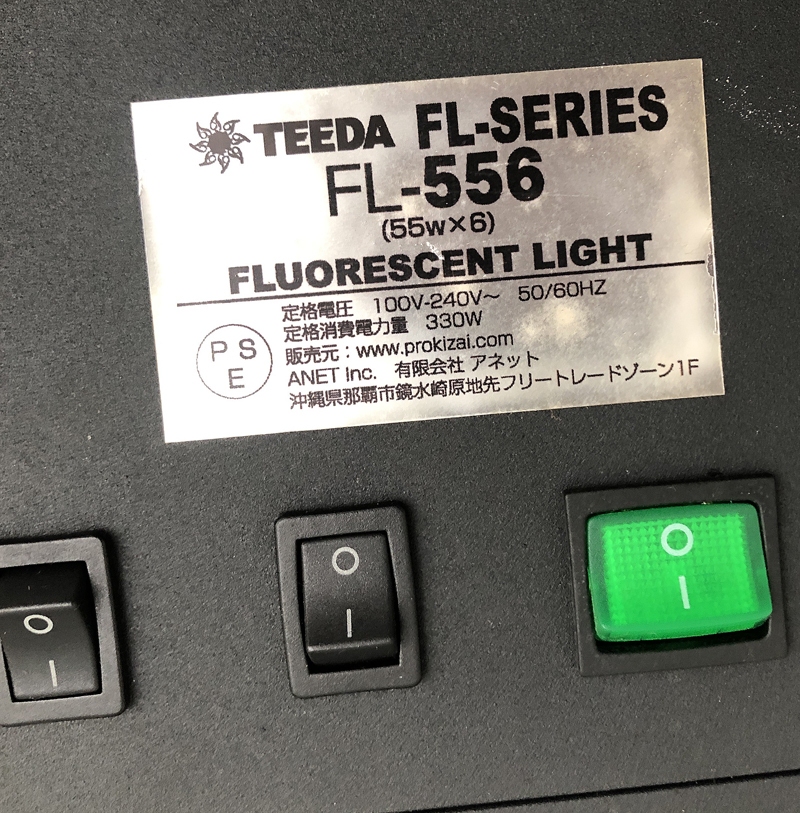 TEEDA FL-SERIES
FL-556
(55w×6)
FLUORESCENT LIGHT
定格電圧 100V-240V～ 50/60HZ
定格消費電力量 330W
販売元：www.prokizai.com
ANET Inc. 有限会社 アネット
沖縄県那覇市鏡水崎原地先フリートレードゾーン1F
P S
E
O
I
O
I
O
I